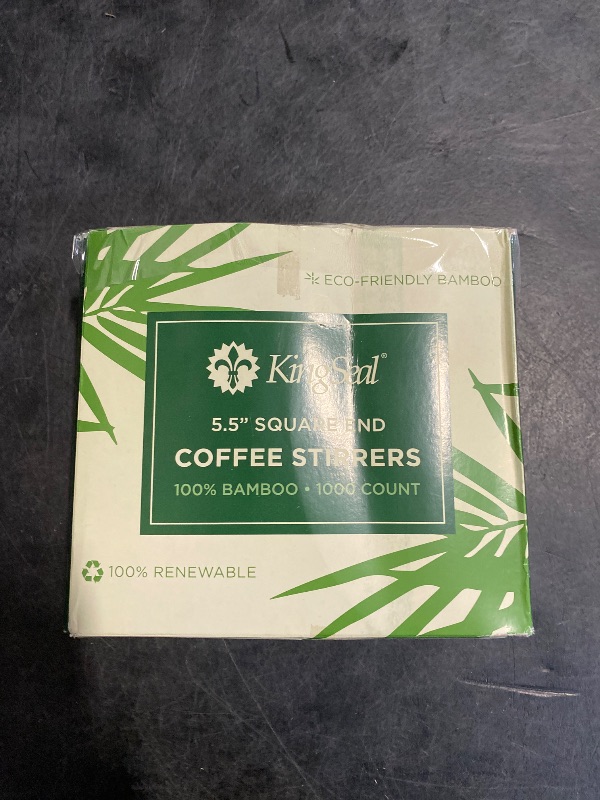 ECO-FRIENDLY BAMBOO
KingSeal®
5.5" SQUARE END
COFFEE STIRRERS
100% BAMBOO • 1000 COUNT
100% RENEWABLE